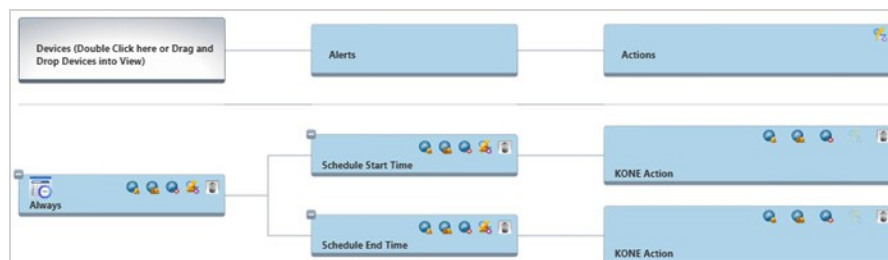 Devices (Double Click here or Drag and
Drop Devices into View)
Alerts
Actions
Always
Schedule Start Time
KONE Action
Schedule End Time
KONE Action